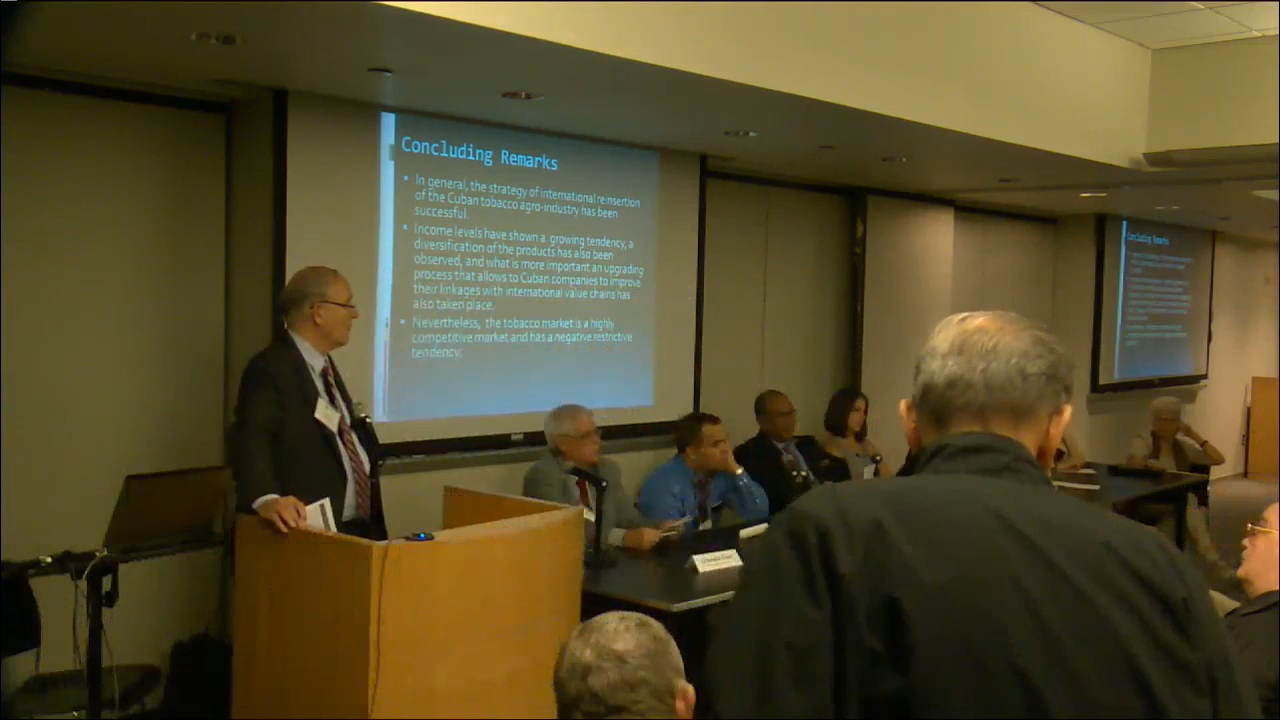 Concluding Remarks
• In general, the strategy of international reinsertion
of the Cuban tobacco agro-industry has been
successful.
• Income levels have shown a growing tendency, a
diversification of the products has also been
observed, and what is more important an upgrading
process that allows to Cuban companies to improve
their linkages with international value chains has
also taken place.
• Nevertheless, the tobacco market is a highly
competitive market and has a negative restrictive
tendency.
Concluding Remarks